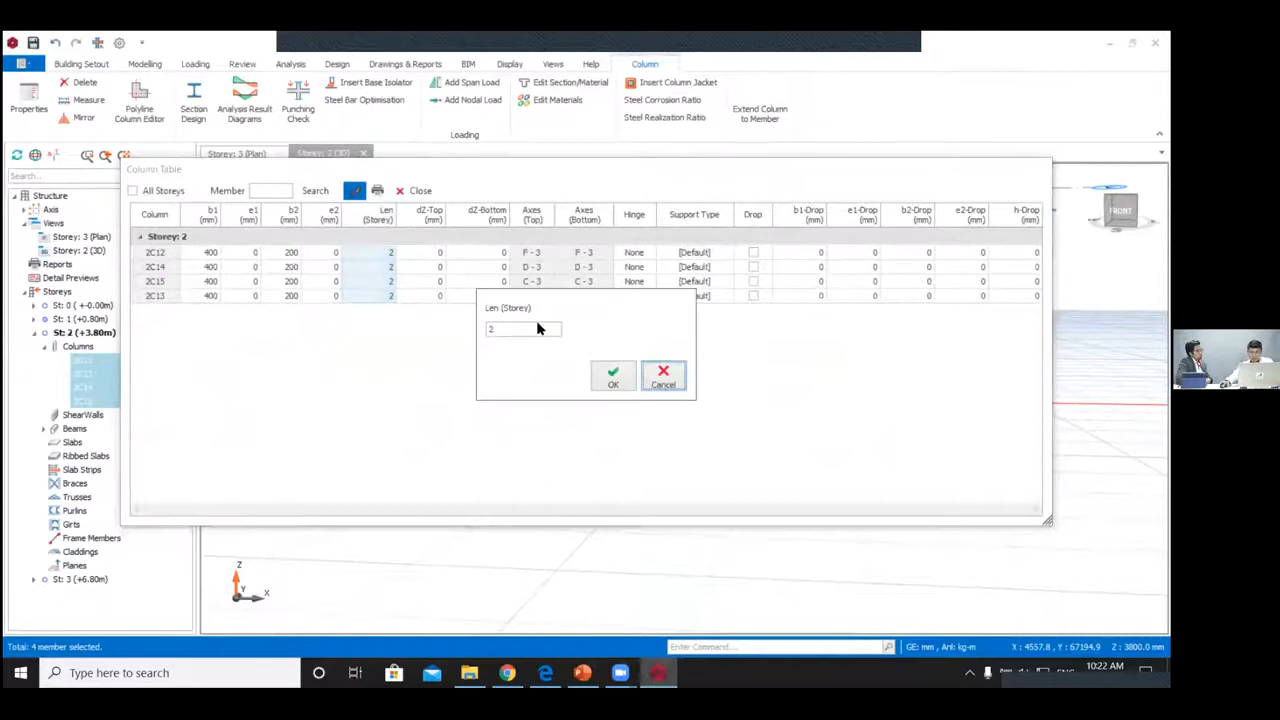 Building Setout Modelling Loading Review Analysis Design Drawings & Reports BIM Display Views Help Column
Properties
Delete
Measure
Mirror
Polyline
Column Editor
Section
Design
Analysis Result
Diagrams
Punching
Check
Insert Base Isolator
Steel Bar Optimisation
Add Span Load
Add Nodal Load
Loading
Edit Section/Material
Edit Materials
Insert Column Jacket
Steel Corrosion Ratio
Steel Realization Ratio
Extend Column
to Member
Storey: 3 (Plan)
Storey: 2 (3D)
Search...
Structure
Axis
Views
Storey: 3 (Plan)
Storey: 2 (3D)
Reports
Detail Previews
Storeys
St: 0 ( +-0.00m)
St: 1 (+0.80m)
St: 2 (+3.80m)
Columns
ShearWalls
Beams
Slabs
Ribbed Slabs
Slab Strips
Braces
Trusses
Purlins
Girts
Frame Members
Claddings
Planes
St: 3 (+6.80m)
Column Table
All Storeys Member Search Close
Column b1 (mm) e1 (mm) b2 (mm) e2 (mm) Len (Storey) dZ-Top (mm) dZ-Bottom (mm) Axes (Top) Axes (Bottom) Hinge Support Type Drop b1-Drop (mm) e1-Drop (mm) b2-Drop (mm) e2-Drop (mm) h-Drop (mm)
Storey: 2
2C12 400 0 200 0 2 0 0 F - 3 F - 3 None [Default] 0 0 0 0 0
2C14 400 0 200 0 2 0 0 D - 3 D - 3 None [Default] 0 0 0 0 0
2C15 400 0 200 0 2 0 0 C - 3 C - 3 None [Default] 0 0 0 0 0
2C13 400 0 200 0 2 0 0 0 0 0 0
Len (Storey)
2
OK
Cancel
FRONT
Z
Y
X
Total: 4 member selected.
Enter Command....
GE: mm , Anl: kg-m
X : 4557.8 , Y : 67194.9
Z : 3800.0 mm
Type here to search
ENG
10:22 AM